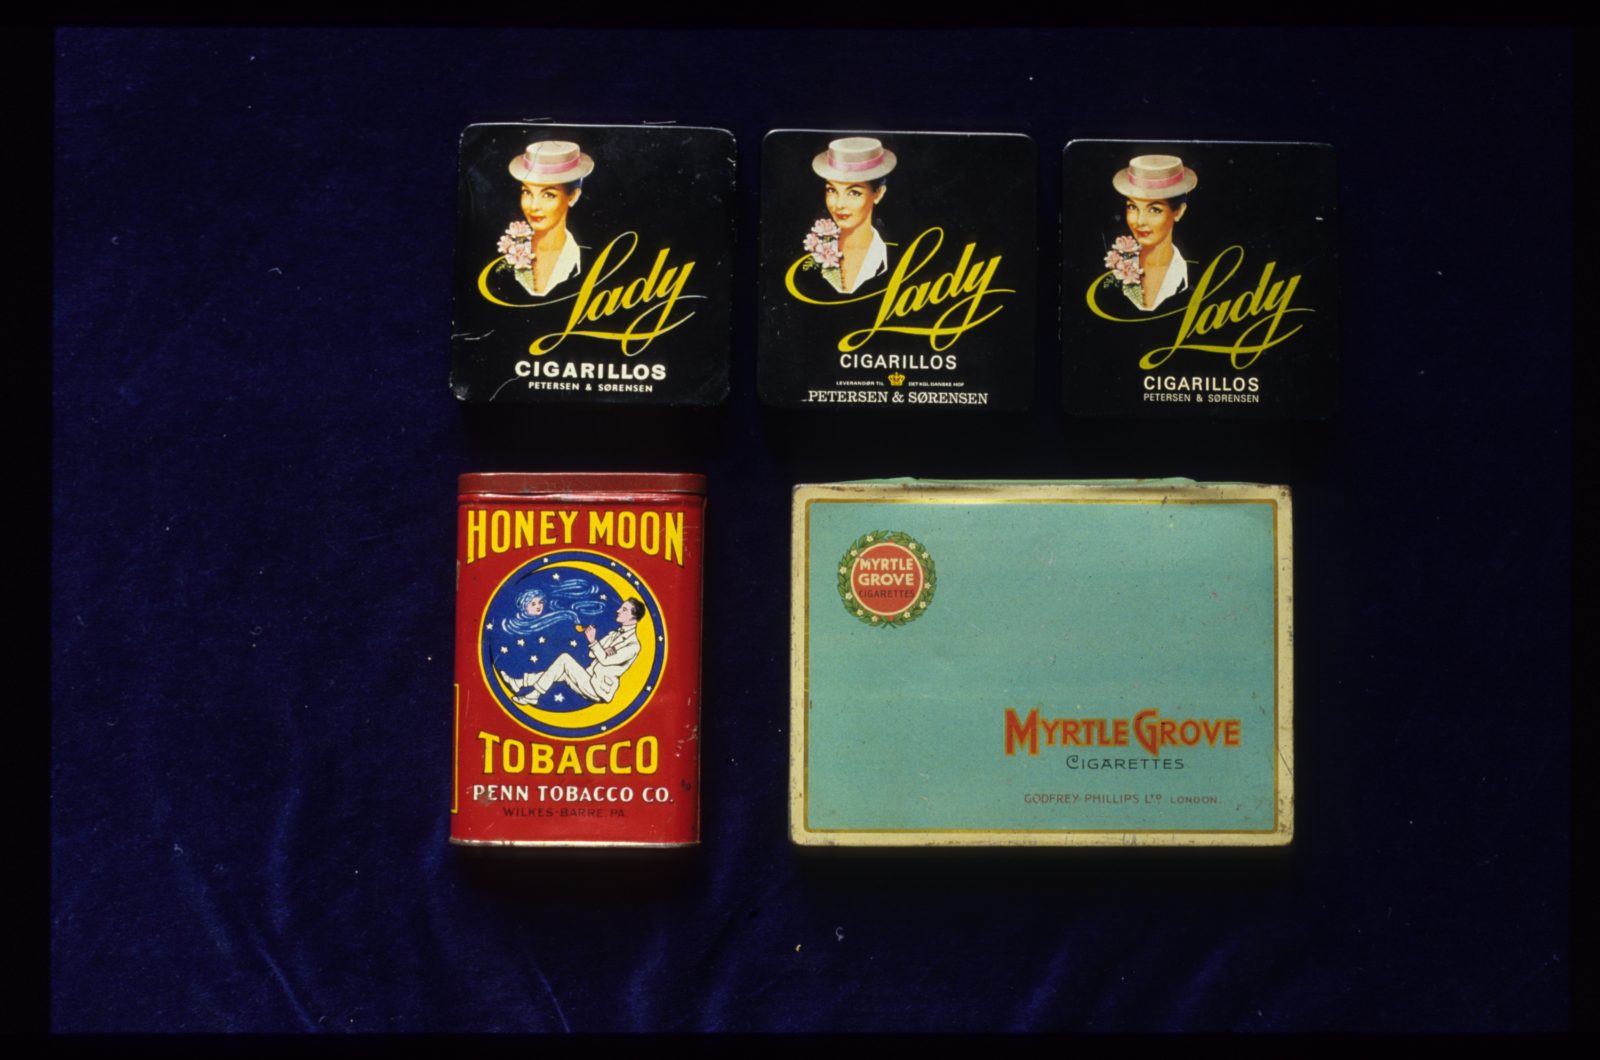 Lady
CIGARILLOS
PETERSEN & SØRENSEN
Lady
CIGARILLOS
LEVERANDØR TIL DET KGL. DANSKE HOF
PETERSEN & SØRENSEN
Lady
CIGARILLOS
PETERSEN & SØRENSEN
HONEY MOON
TOBACCO
PENN TOBACCO CO.
WILKES-BARRE, PA.
MYRTLE
GROVE
CIGARETTES
MYRTLE GROVE
CIGARETTES
GODFREY PHILLIPS LTD LONDON.